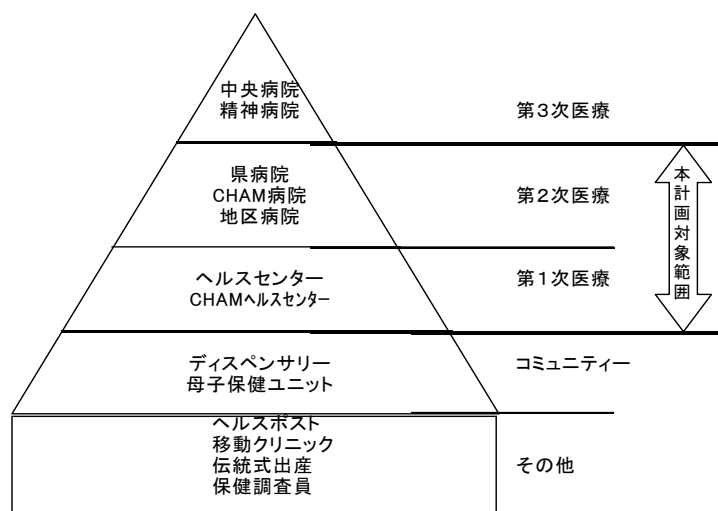 中央病院
精神病院
第3次医療
県病院
CHAM病院
地区病院
第2次医療
本計画対象範囲
ヘルスセンター
CHAMヘルスセンター
第1次医療
ディスペンサリー
母子保健ユニット
コミュニティー
ヘルスポスト
移動クリニック
伝統式出産
保健調査員
その他